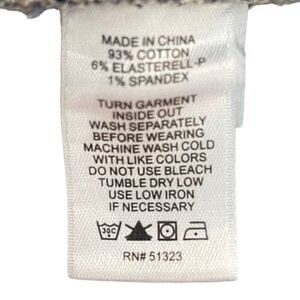 MADE IN CHINA
93% COTTON
6% ELASTERELL-P
1% SPANDEX
TURN GARMENT
INSIDE OUT
WASH SEPARATELY
BEFORE WEARING
MACHINE WASH COLD
WITH LIKE COLORS
DO NOT USE BLEACH
TUMBLE DRY LOW
USE LOW IRON
IF NECESSARY
30C
RN# 51323